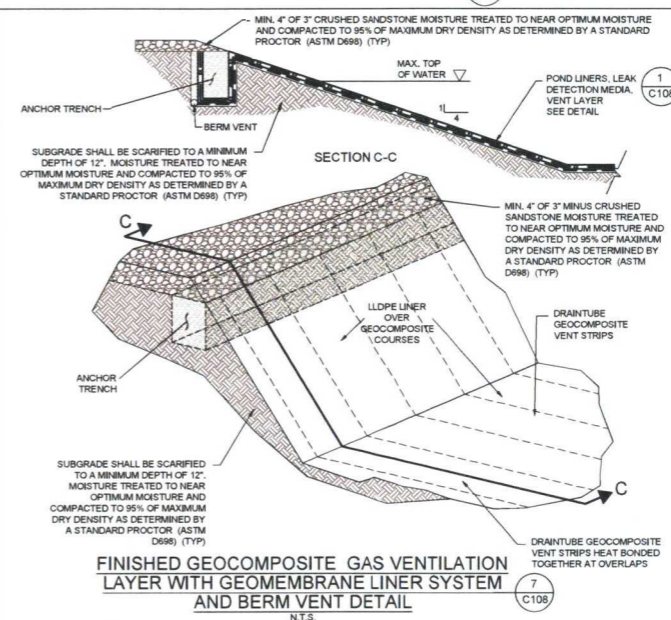 MIN. 4" OF 3" CRUSHED SANDSTONE MOISTURE TREATED TO NEAR OPTIMUM MOISTURE
AND COMPACTED TO 95% OF MAXIMUM DRY DENSITY AS DETERMINED BY A STANDARD
PROCTOR (ASTM D698) (TYP)
MAX. TOP
OF WATER
1
4
POND LINERS, LEAK
DETECTION MEDIA,
VENT LAYER
SEE DETAIL
1
C108
ANCHOR TRENCH
BERM VENT
SUBGRADE SHALL BE SCARIFIED TO A MINIMUM
DEPTH OF 12". MOISTURE TREATED TO NEAR
OPTIMUM MOISTURE AND COMPACTED TO 95% OF
MAXIMUM DRY DENSITY AS DETERMINED BY A
STANDARD PROCTOR (ASTM D698) (TYP)
SECTION C-C
MIN. 4" OF 3" MINUS CRUSHED
SANDSTONE MOISTURE TREATED
TO NEAR OPTIMUM MOISTURE AND
COMPACTED TO 95% OF MAXIMUM
DRY DENSITY AS DETERMINED BY
A STANDARD PROCTOR (ASTM
D698) (TYP)
C
LLDPE LINER
OVER
GEOCOMPOSITE
COURSES
DRAINTUBE
GEOCOMPOSITE
VENT STRIPS
ANCHOR
TRENCH
SUBGRADE SHALL BE SCARIFIED
TO A MINIMUM DEPTH OF 12".
MOISTURE TREATED TO NEAR
OPTIMUM MOISTURE AND
COMPACTED TO 95% OF MAXIMUM
DRY DENSITY AS DETERMINED BY
A STANDARD PROCTOR (ASTM
D698) (TYP)
C
DRAINTUBE GEOCOMPOSITE
VENT STRIPS HEAT BONDED
TOGETHER AT OVERLAPS
FINISHED GEOCOMPOSITE GAS VENTILATION
LAYER WITH GEOMEMBRANE LINER SYSTEM
AND BERM VENT DETAIL
7
C108
N.T.S.